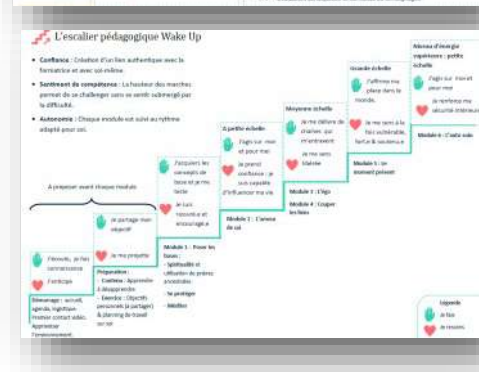 L'escalier pédagogique Wake Up
• Confiance : Création d'un lien authentique avec la
formatrice et avec soi-même.
• Sentiment de compétence : La hauteur des marches
permet de se challenger sans se sentir submergé par
la difficulté.
• Autonomie : Chaque module est suivi au rythme
adapté pour soi.
A proposer avant chaque module
J'écoute, je fais
connaissance
J'anticipe
Démarrage : accueil,
agenda, logistique
Premier contact
Apprivoiser
l'environnement
Je partage mon
objectif
Je me projette
Préparation :
- Contenu : Apprendre
à désapprendre
- Exercice : Objectifs
personnels (à partager)
& planning de travail
sur soi
J'acquiers les
concepts de
base et je me
teste
Je suis
rassuré.e et
encouragé.e
Module 1 : Poser les
bases :
- Spiritualité et
utilisation de prières
ancestrales
- Se protéger
- Méditer
A petite échelle
J'agis sur moi
et pour moi
Je prend
confiance : je
suis capable
d'influencer ma vie
Module 2 : L'amour
de soi
Moyenne échelle
Je me délivre de
chaînes qui
m'entravent
Je me sens
libérée
Module 3 : L'égo
Module 4 : Couper
les liens
Grande échelle
J'affirme ma
place dans le
monde.
Je me sens à la
fois vulnérable,
fort.e & soutenu.e
Module 5 : Le
moment présent
Niveau d'énergie
supérieure : petite
échelle
J'agis sur moi et
pour moi
Je renforce ma
sécurité intérieure
Module 6 : L'auto soin
Légende
Je fais
Je ressens